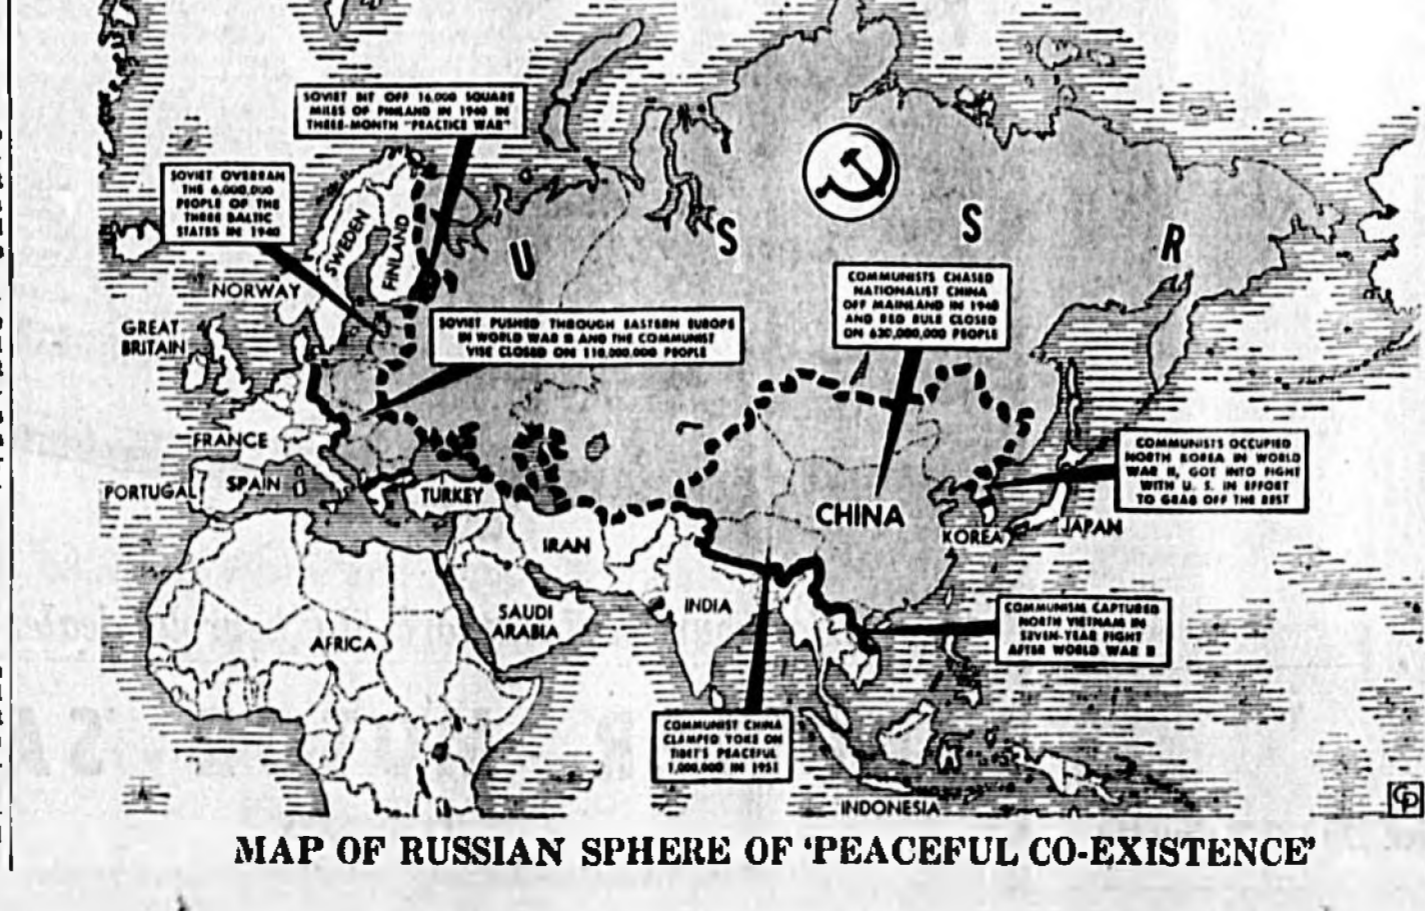 SOVIET BIT OFF 16,000 SQUARE
MILES OF FINLAND IN 1940 IN
THREE-MONTH "PRACTICE WAR"
SOVIET OVERRAN
THE 6,000,000
PEOPLE OF THE
THREE BALTIC
STATES IN 1940
SWEDEN
FINLAND
NORWAY
U
S
S
R
COMMUNISTS CHASED
NATIONALIST CHINA
OFF MAINLAND IN 1948
AND RED RULE CLOSED
ON 630,000,000 PEOPLE
GREAT
BRITAIN
SOVIET PUSHED THROUGH EASTERN EUROPE
IN WORLD WAR II AND THE COMMUNIST
VISE CLOSED ON 110,000,000 PEOPLE
FRANCE
PORTUGAL
SPAIN
TURKEY
COMMUNISTS OCCUPIED
NORTH KOREA IN WORLD
WAR II, GOT INTO FIGHT
WITH U. S. IN EFFORT
TO GRAB OFF THE REST
CHINA
KOREA
JAPAN
IRAN
INDIA
SAUDI
ARABIA
AFRICA
COMMUNISM CAPTURED
NORTH VIETNAM IN
SEVEN-YEAR FIGHT
AFTER WORLD WAR II
COMMUNIST CHINA
CLAMPED YOKE ON
TIBET'S PEACEFUL
1,000,000 IN 1951
INDONESIA
CP
MAP OF RUSSIAN SPHERE OF 'PEACEFUL CO-EXISTENCE'